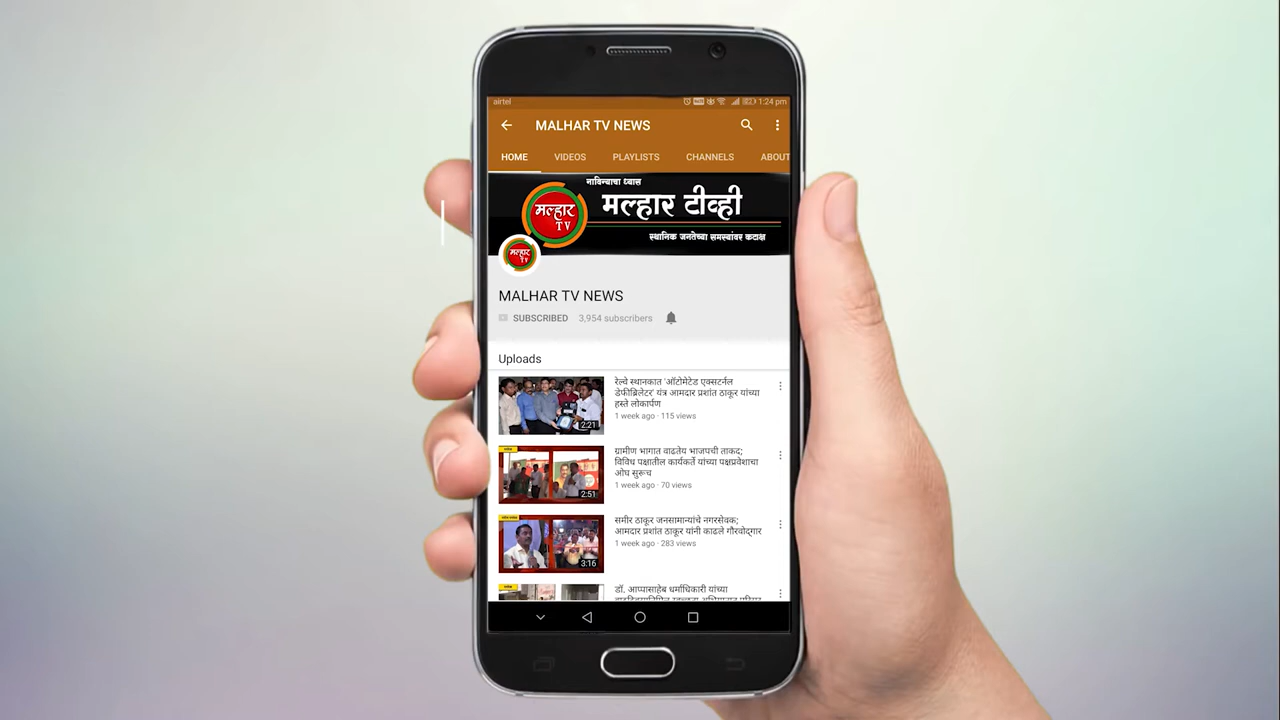 airtel 1:24 pm
MALHAR TV NEWS
HOME VIDEOS PLAYLISTS CHANNELS ABOUT
नाविन्याचा ध्यास
मल्हार TV
मल्हार टीव्ही
स्थानिक जनतेच्या समस्यांवर कटाक्ष
मल्हार TV
MALHAR TV NEWS
SUBSCRIBED 3,954 subscribers
Uploads
रेल्वे स्थानकात 'ऑटोमेटेड एक्सटर्नल
डेफीब्रिलेटर' यंत्र आमदार प्रशांत ठाकूर यांच्या
हस्ते लोकार्पण
1 week ago · 115 views
2:21
ग्रामीण भागात वाढतेय भाजपची ताकद;
विविध पक्षातील कार्यकर्ते यांच्या पक्षप्रवेशाचा
ओघ सुरूच
1 week ago · 70 views
2:51
समीर ठाकूर जनसामान्यांचे नगरसेवक;
आमदार प्रशांत ठाकूर यांनी काढले गौरवोद्गार
1 week ago · 283 views
3:16
डॉ. आप्पासाहेब धर्माधिकारी यांच्या